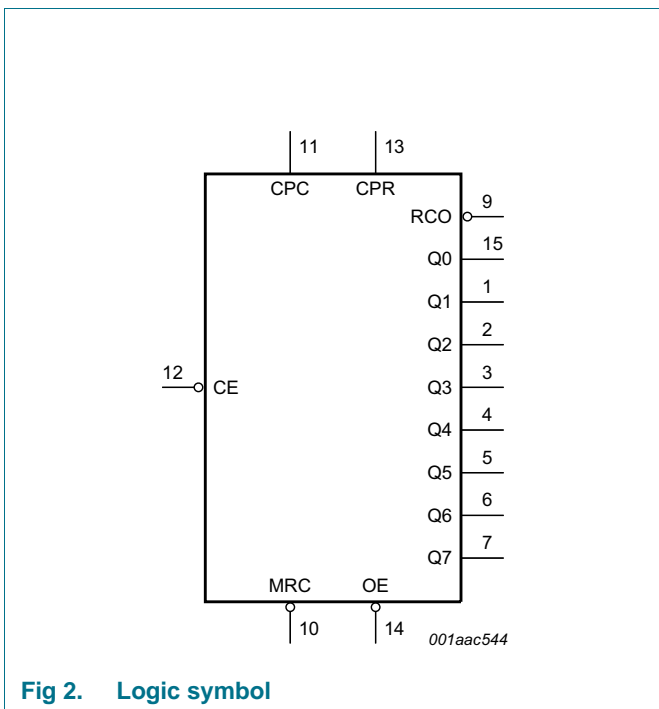 11 13
CPC CPR
RCO 9
Q0 15
Q1 1
Q2 2
Q3 3
12 CE
Q4 4
Q5 5
Q6 6
Q7 7
MRC OE
10 14
001aac544
Fig 2. Logic symbol